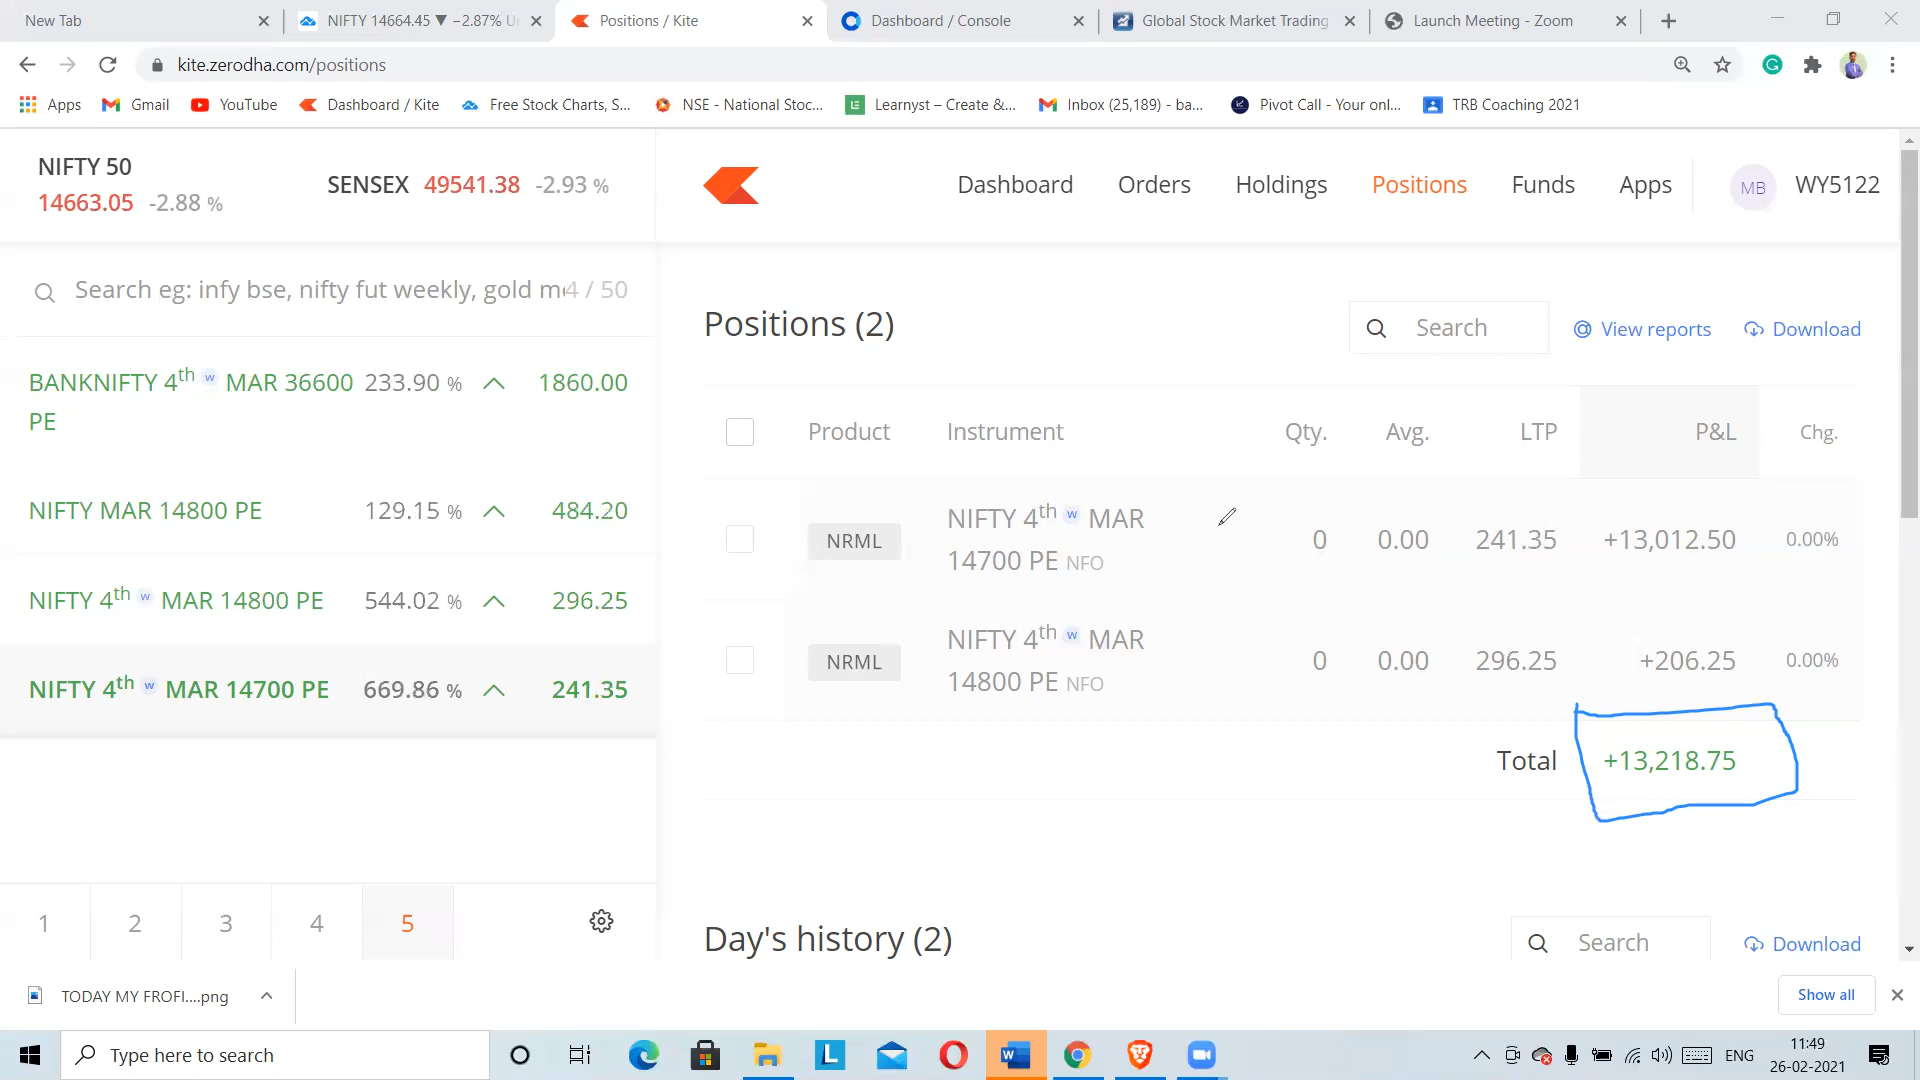 New Tab
NIFTY 14664.45 ▼ −2.87%
Positions / Kite
Dashboard / Console
Global Stock Market Trading
Launch Meeting - Zoom
kite.zerodha.com/positions
Apps
Gmail
YouTube
Dashboard / Kite
Free Stock Charts, S...
NSE - National Stoc...
Learnyst – Create &...
Inbox (25,189) - ba...
Pivot Call - Your onl...
TRB Coaching 2021
NIFTY 50
14663.05 -2.88 %
SENSEX 49541.38 -2.93 %
Dashboard
Orders
Holdings
Positions
Funds
Apps
MB
WY5122
Search eg: infy bse, nifty fut weekly, gold m
4 / 50
BANKNIFTY 4th w MAR 36600 PE 233.90 % 1860.00
NIFTY MAR 14800 PE 129.15 % 484.20
NIFTY 4th w MAR 14800 PE 544.02 % 296.25
NIFTY 4th w MAR 14700 PE 669.86 % 241.35
1 2 3 4 5
Positions (2)
Search
View reports
Download
Product Instrument Qty. Avg. LTP P&L Chg.
NRML NIFTY 4th w MAR 14700 PE NFO 0 0.00 241.35 +13,012.50 0.00%
NRML NIFTY 4th w MAR 14800 PE NFO 0 0.00 296.25 +206.25 0.00%
Total +13,218.75
Day's history (2)
Search
Download
TODAY MY FROFI....png
Show all
Type here to search
L
ENG
11:49
26-02-2021